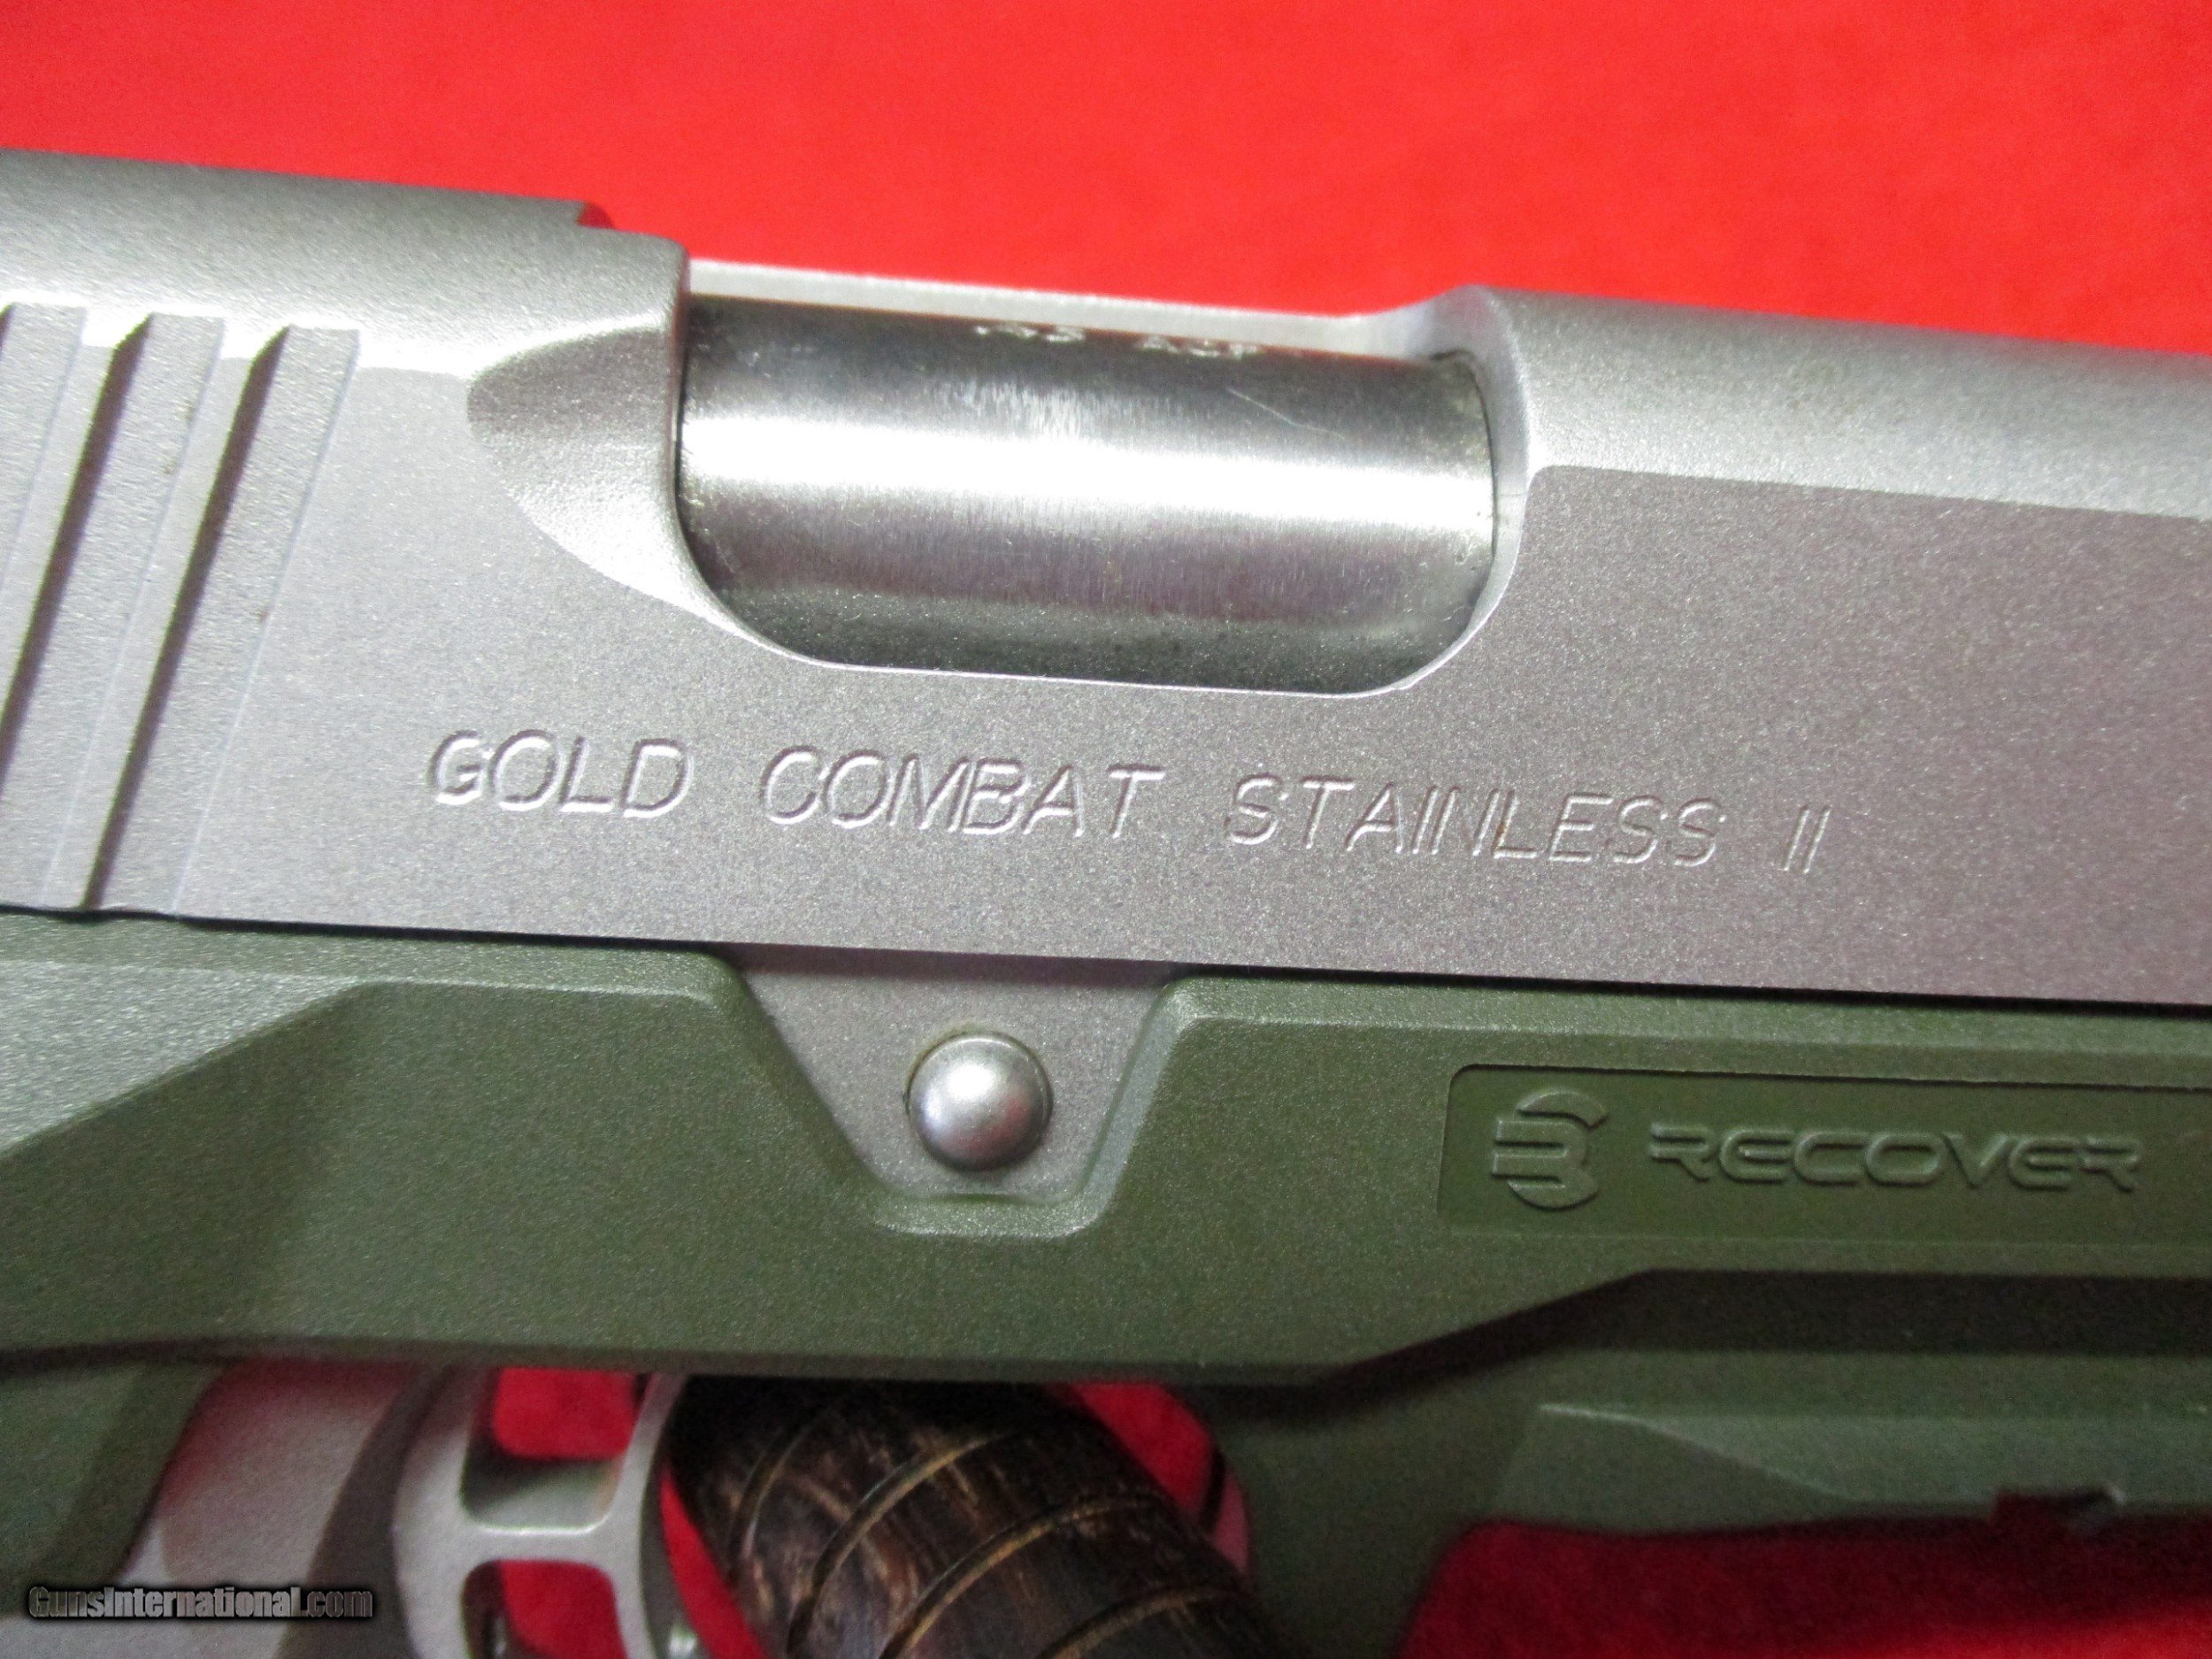 GOLD COMBAT STAINLESS II
RECOVER
GunsInternational.com